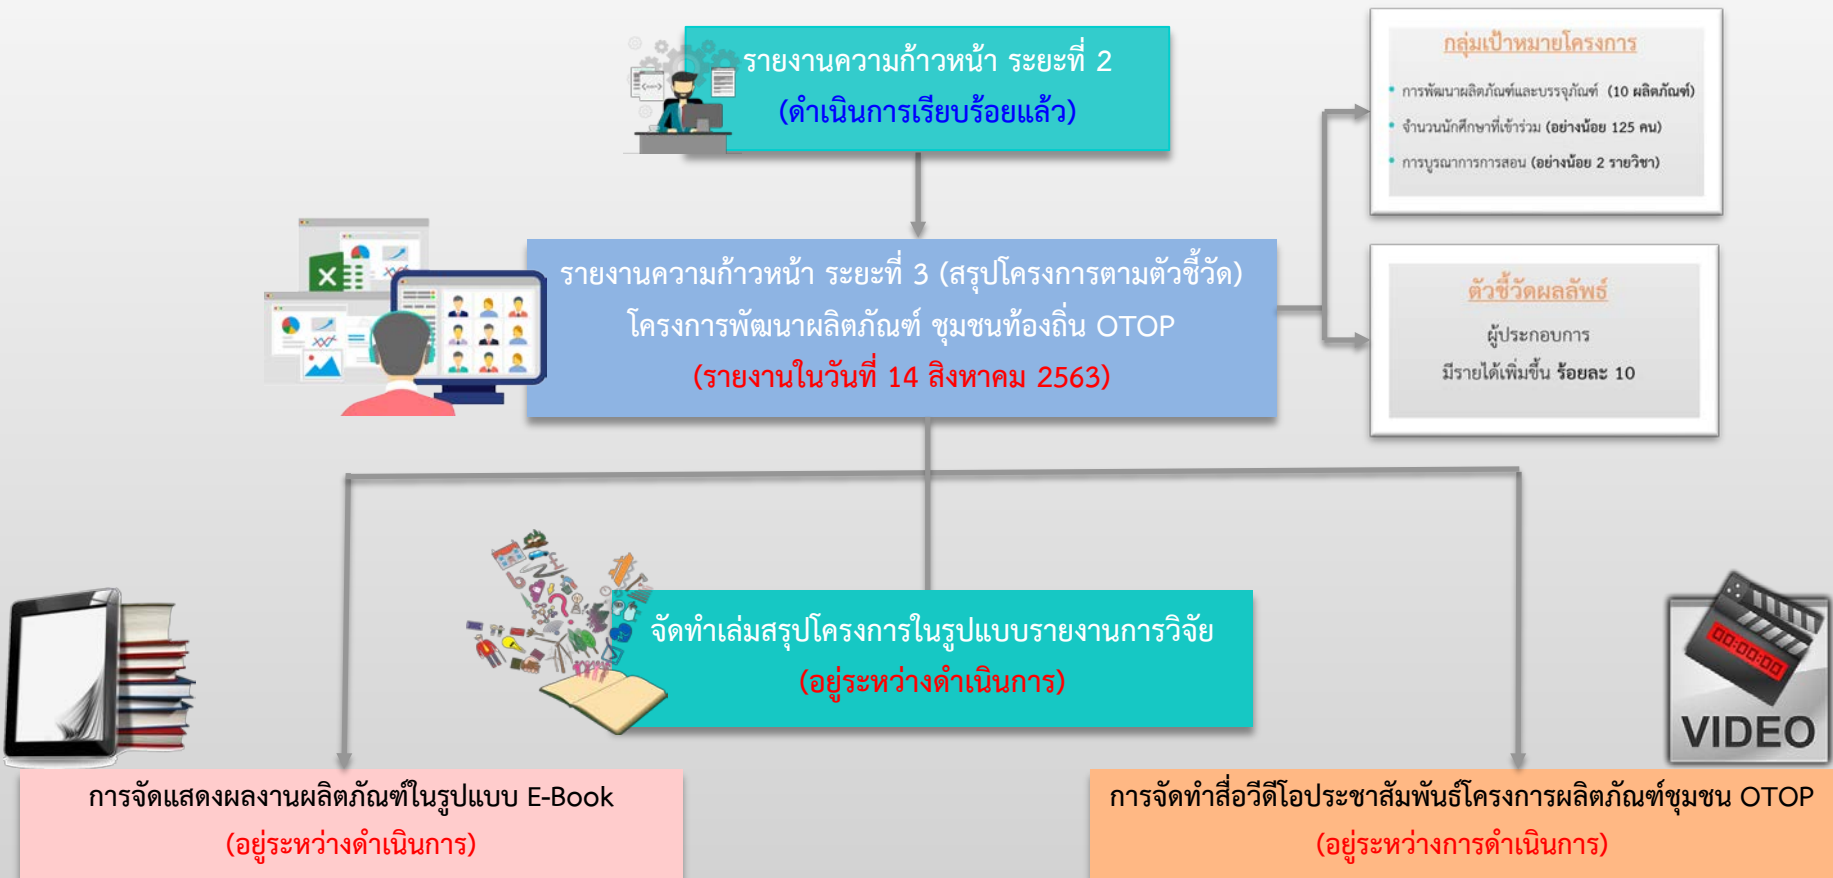 รายงานความก้าวหน้า ระยะที่ 2
(ดำเนินการเรียบร้อยแล้ว)
กลุ่มเป้าหมายโครงการ
• การพัฒนาผลิตภัณฑ์และบรรจุภัณฑ์ (10 ผลิตภัณฑ์)
• จำนวนนักศึกษาที่เข้าร่วม (อย่างน้อย 125 คน)
• การบูรณาการการสอน (อย่างน้อย 2 รายวิชา)
รายงานความก้าวหน้า ระยะที่ 3 (สรุปโครงการตามตัวชี้วัด)
โครงการพัฒนาผลิตภัณฑ์ ชุมชนท้องถิ่น OTOP
(รายงานในวันที่ 14 สิงหาคม 2563)
ตัวชี้วัดผลลัพธ์
ผู้ประกอบการ
มีรายได้เพิ่มขึ้น ร้อยละ 10
จัดทำเล่มสรุปโครงการในรูปแบบรายงานการวิจัย
(อยู่ระหว่างดำเนินการ)
00:00:00
VIDEO
การจัดแสดงผลงานผลิตภัณฑ์ในรูปแบบ E-Book
(อยู่ระหว่างดำเนินการ)
การจัดทำสื่อวีดีโอประชาสัมพันธ์โครงการผลิตภัณฑ์ชุมชน OTOP
(อยู่ระหว่างการดำเนินการ)